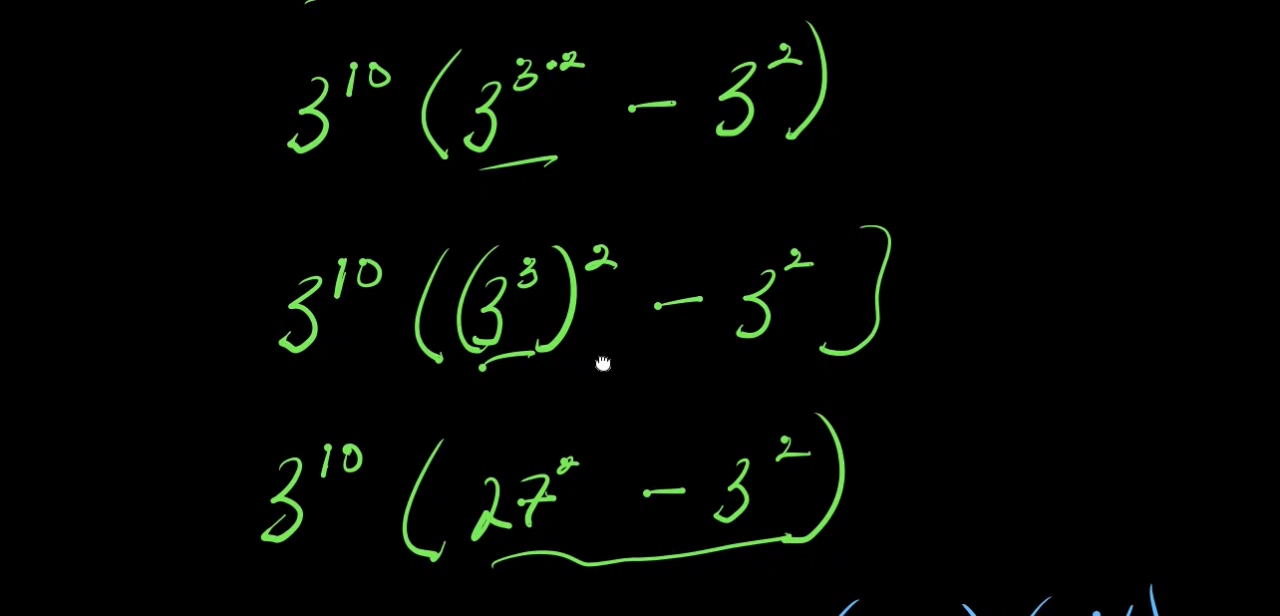 3^10 (3^3·2 - 3^2)
3^10 ((3^3)^2 - 3^2]
3^10 (27^2 - 3^2)